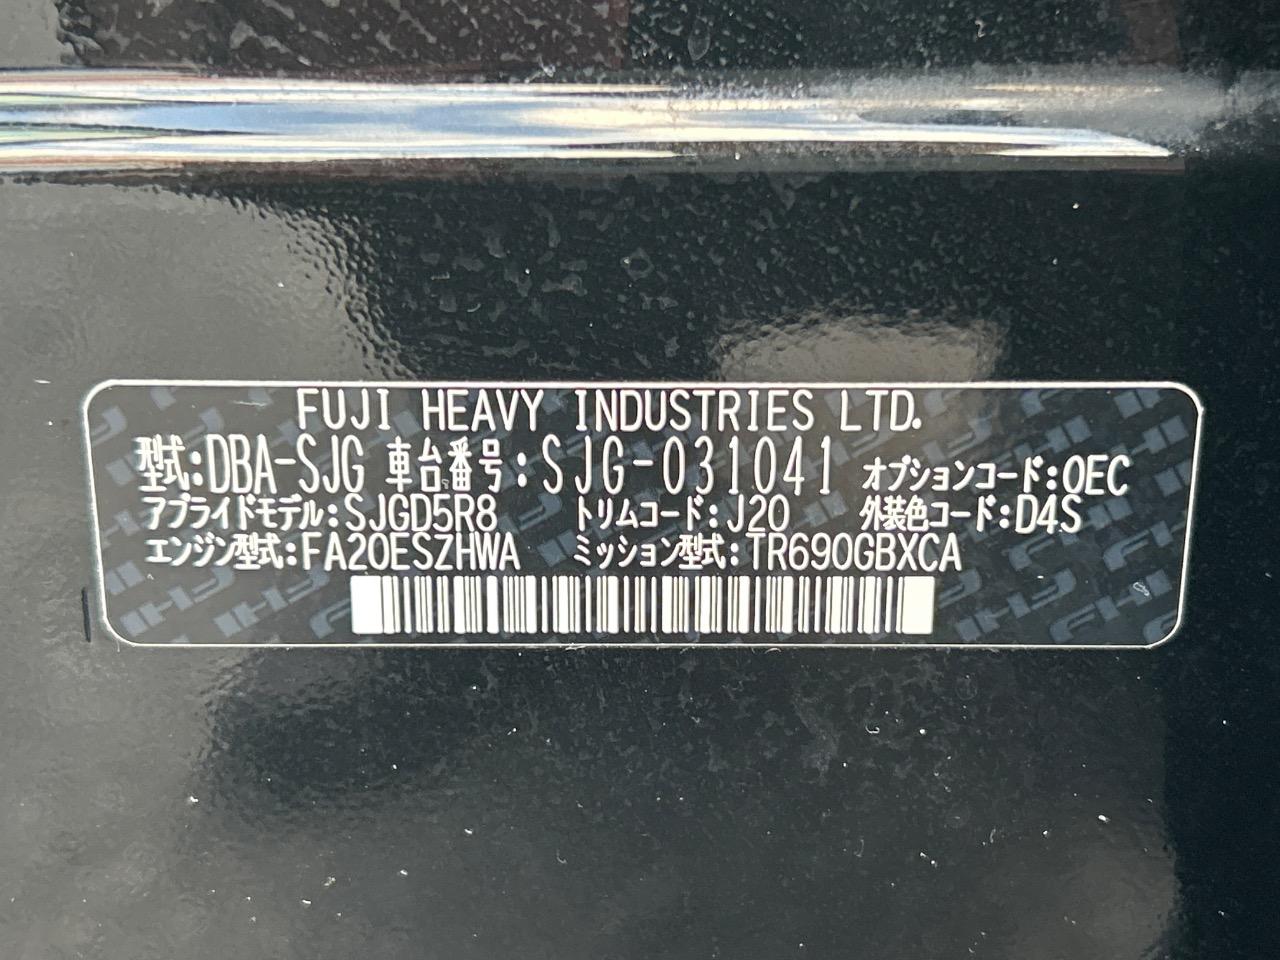 FUJI HEAVY INDUSTRIES LTD.
型式:DBA-SJG 車台番号:SJG-031041 オプションコード:OEC
アプライドモデル:SJGD5R8 トリムコード:J20 外装色コード:D4S
エンジン型式:FA20ESZHWA ミッション型式:TR690GBXCA